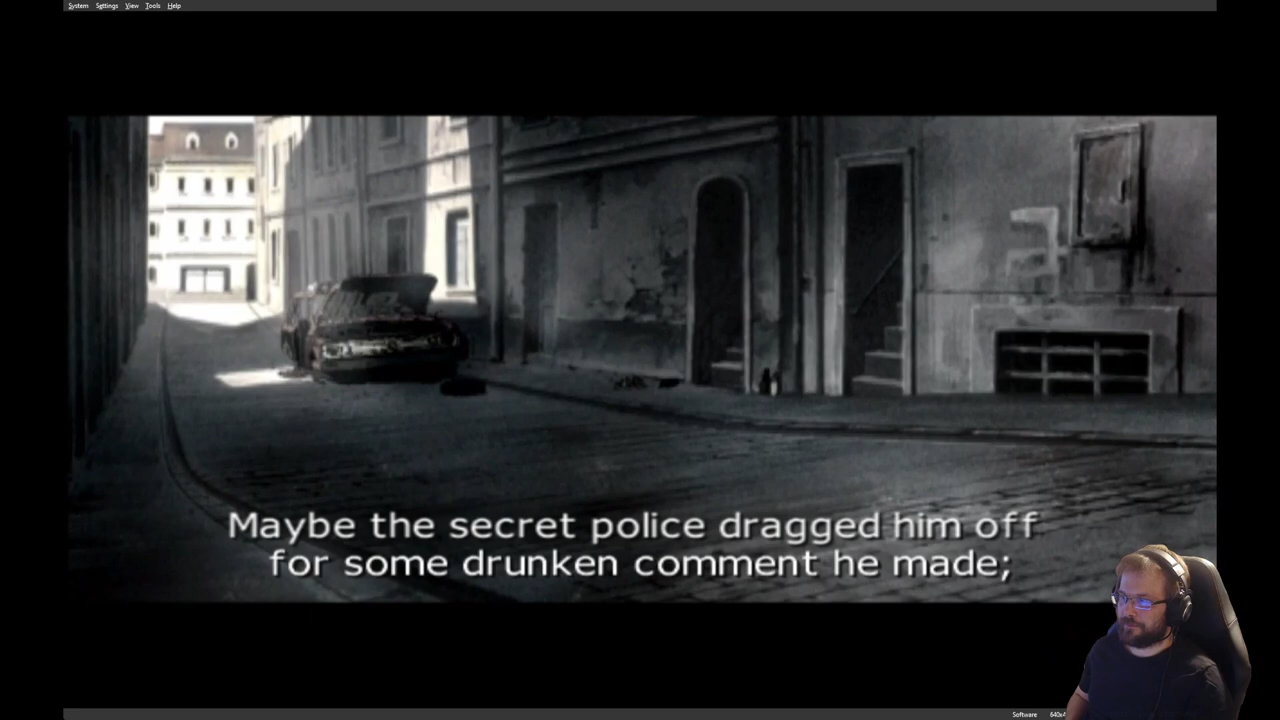 System Settings View Tools Help
Maybe the secret police dragged him off
for some drunken comment he made;
Software